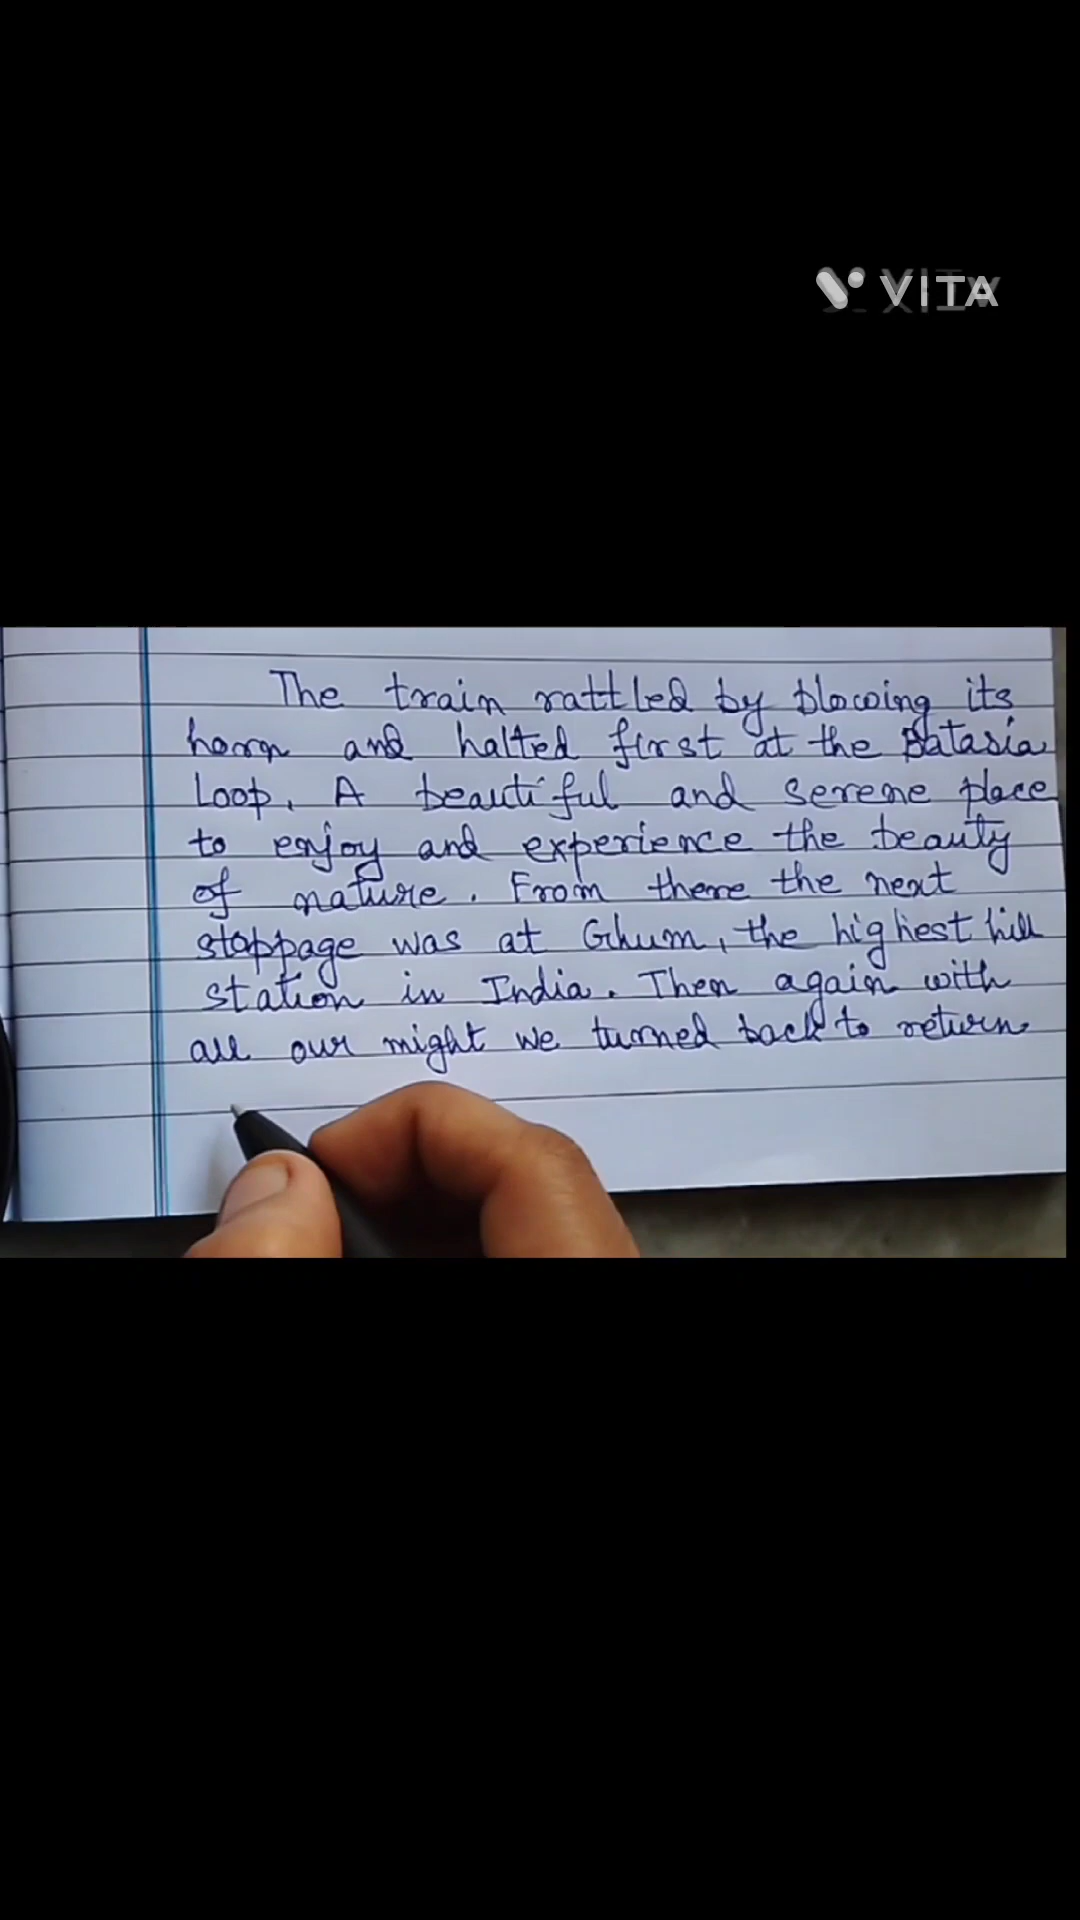 VITA
The train rattled by blowing its
horn and halted first at the Batasia
Loop. A beautiful and serene place
to enjoy and experience the beauty
of nature. From there the next
stoppage was at Ghum, the highest hill
station in India. Then again with
all our might we turned back to return